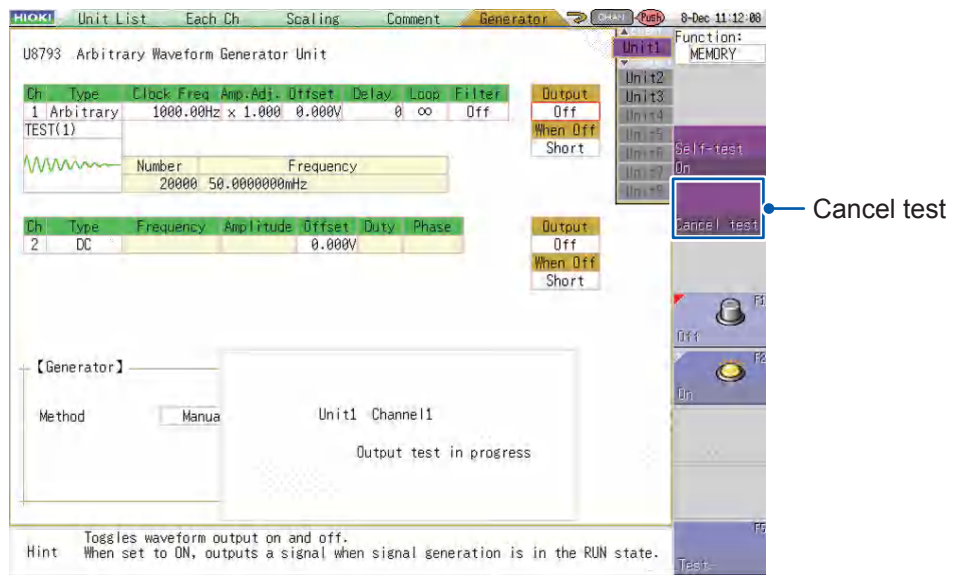 HIOKI Unit List Each Ch Scaling Comment Generator CHAN Push 8-Dec 11:12:08
Function:
MEMORY
U8793 Arbitrary Waveform Generator Unit
Unit1
Unit2
Unit3
Unit4
Unit5
Unit6
Unit7
Unit8
Ch Type Clock Freq Amp.Adj. Offset Delay Loop Filter Output
1 Arbitrary 1000.00Hz x 1.000 0.000V 0 ∞ Off Off
TEST(1) When Off
Short
Number Frequency
20000 50.0000000mHz
Self-test
On
Cancel test
Cancel test
Ch Type Frequency Amplitude Offset Duty Phase Output
2 DC 0.000V Off
When Off
Short
F1
Off
F2
On
【Generator】
Method Manua
Unit1 Channel1
Output test in progress
F5
Test
Hint Toggles waveform output on and off.
When set to ON, outputs a signal when signal generation is in the RUN state.